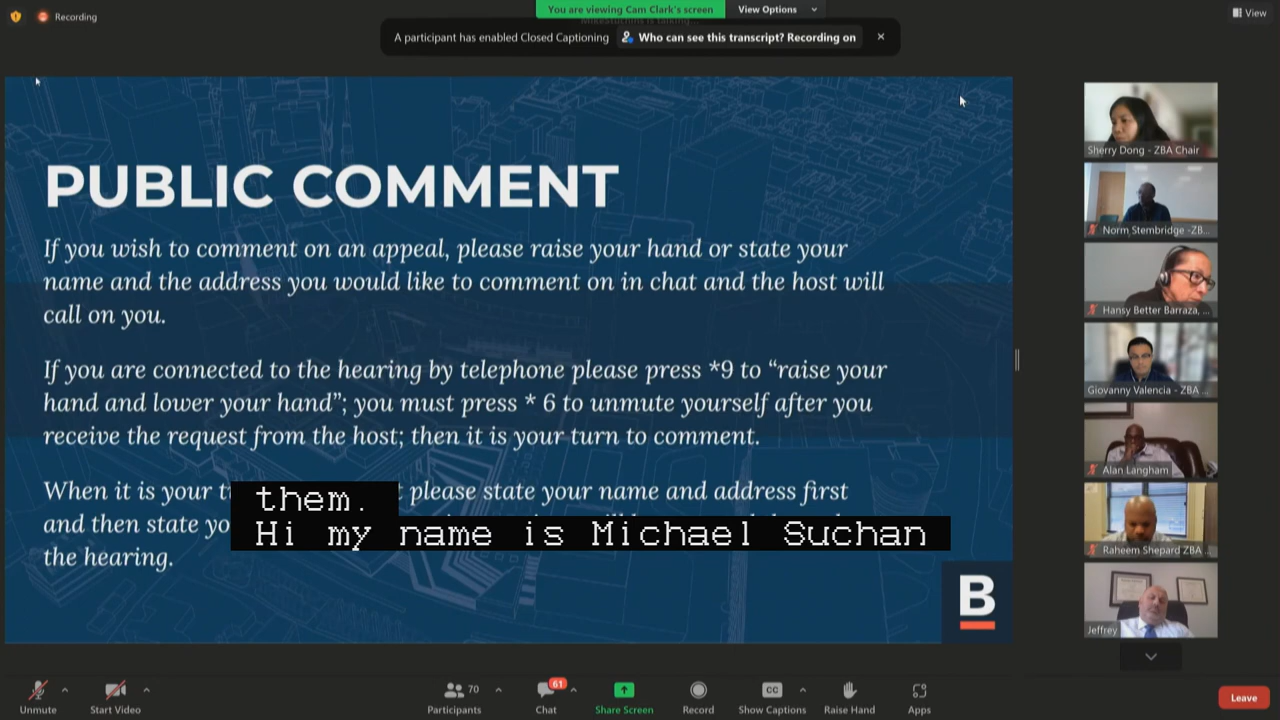 Recording
You are viewing Cam Clark's screen
View Options
View
A participant has enabled Closed Captioning
Who can see this transcript? Recording on
PUBLIC COMMENT
If you wish to comment on an appeal, please raise your hand or state your
name and the address you would like to comment on in chat and the host will
call on you.
If you are connected to the hearing by telephone please press *9 to “raise your
hand and lower your hand”; you must press * 6 to unmute yourself after you
receive the request from the host; then it is your turn to comment.
When it is your please state your name and address first
and then state
the hearing.
them.
Hi my name is Michael Suchan
B
Sherry Dong - ZBA Chair
Norm Stembridge -ZB...
Hansy Better Barraza, ...
Giovanny Valencia - ZBA ...
Alan Langham
Raheem Shepard ZBA ...
Jeffrey
Unmute
Start Video
70
Participants
61
Chat
Share Screen
Record
CC
Show Captions
Raise Hand
Apps
Leave